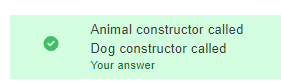 Animal constructor called
Dog constructor called
Your answer